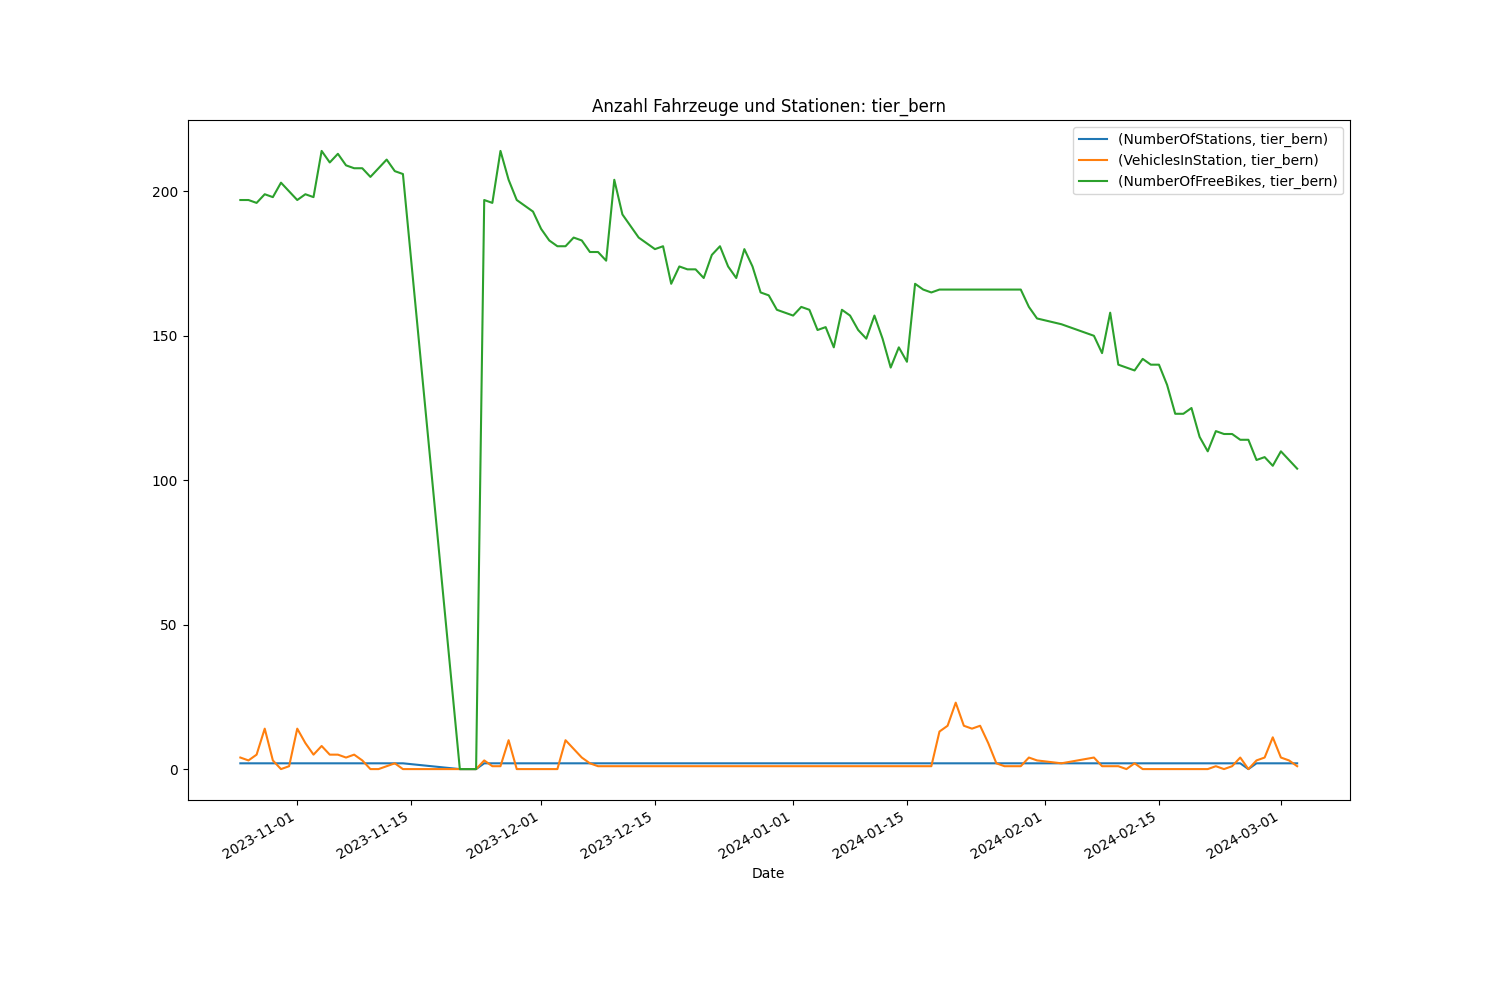 Anzahl Fahrzeuge und Stationen: tier_bern
(NumberOfStations, tier_bern)
(VehiclesInStation, tier_bern)
(NumberOfFreeBikes, tier_bern)
200
150
100
50
0
2023-11-01
2023-11-15
2023-12-01
2023-12-15
2024-01-01
2024-01-15
2024-02-01
2024-02-15
2024-03-01
Date